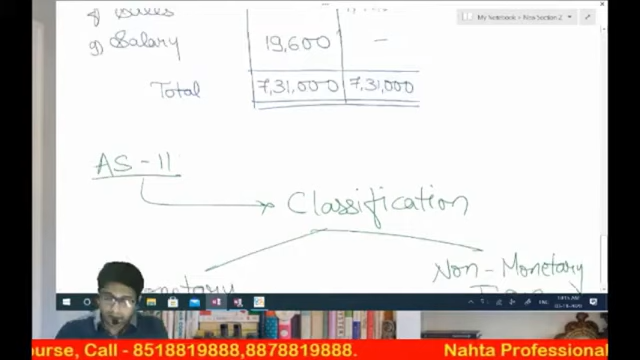 My Notebook • New Section 2
g) Salary 19,600 –
Total 7,31,000 7,31,000
AS-11
Classification
Non-Monetary
ourse, Call - 8518819888,8878819888. Nahta Professional